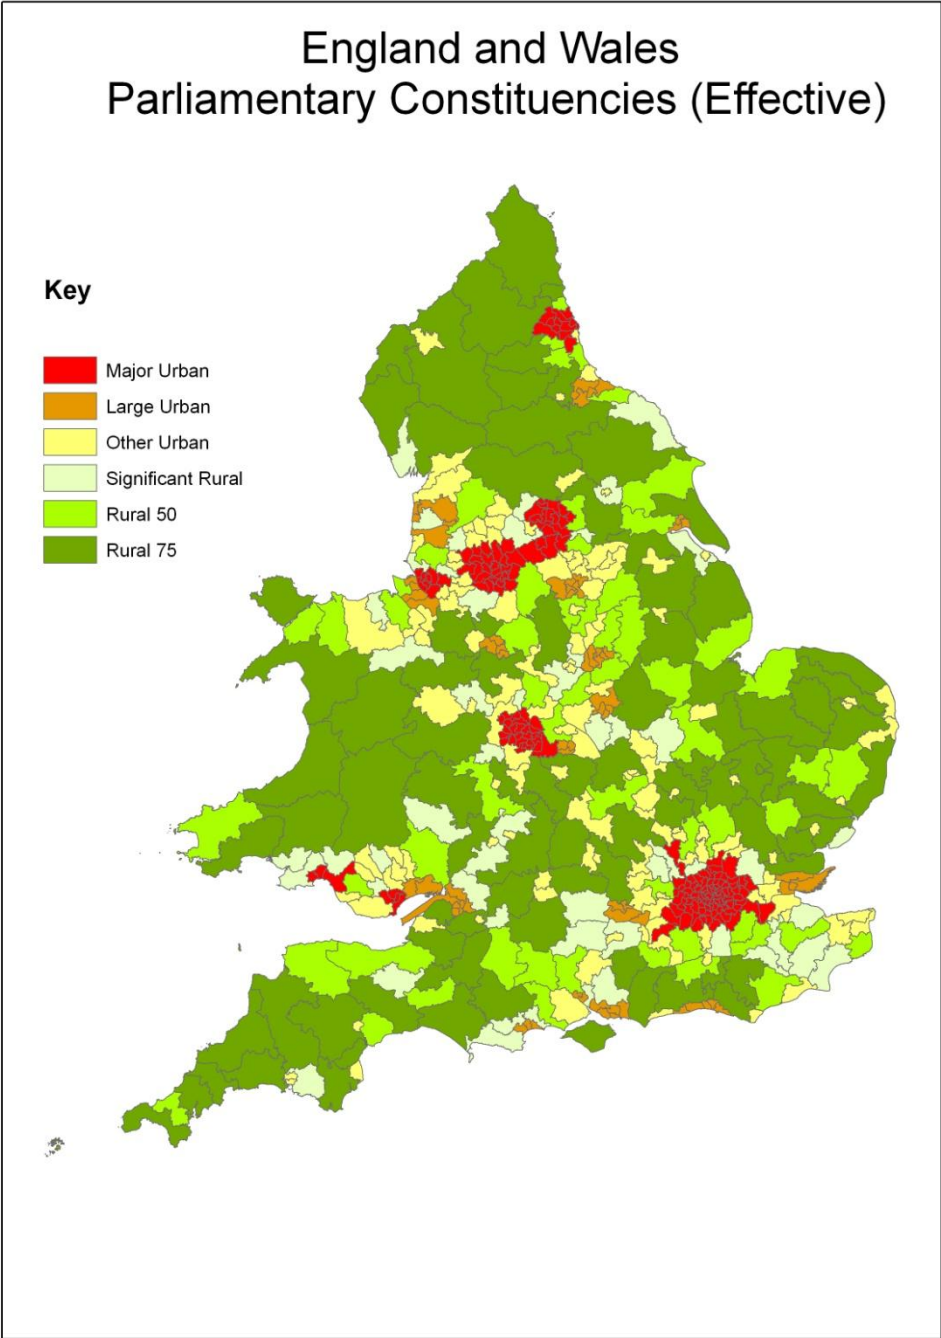 England and Wales
Parliamentary Constituencies (Effective)
Key
Major Urban
Large Urban
Other Urban
Significant Rural
Rural 50
Rural 75